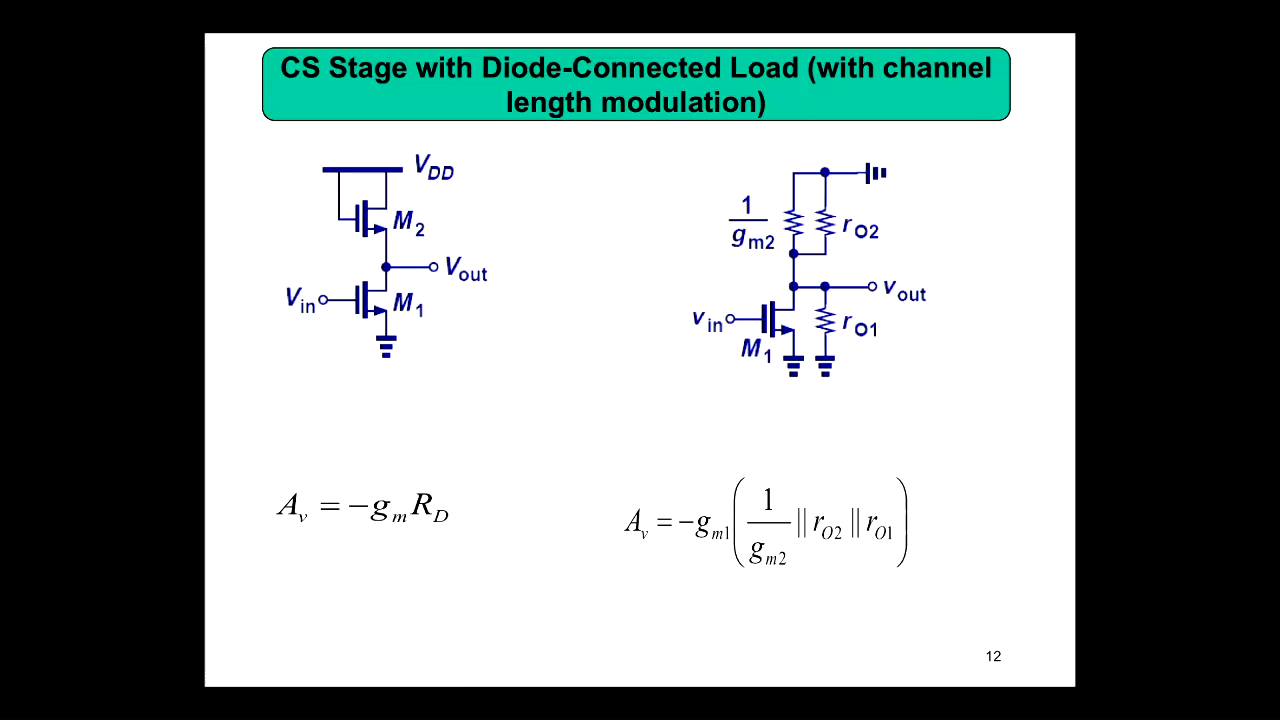 CS Stage with Diode-Connected Load (with channel
length modulation)
V_DD
M_2
V_out
V_in
M_1
1/g_m2
r_O2
v_out
v_in
r_O1
M_1
A_v = −g_m R_D
A_v = −g_m1 (1/g_m2 || r_O2 || r_O1)
12